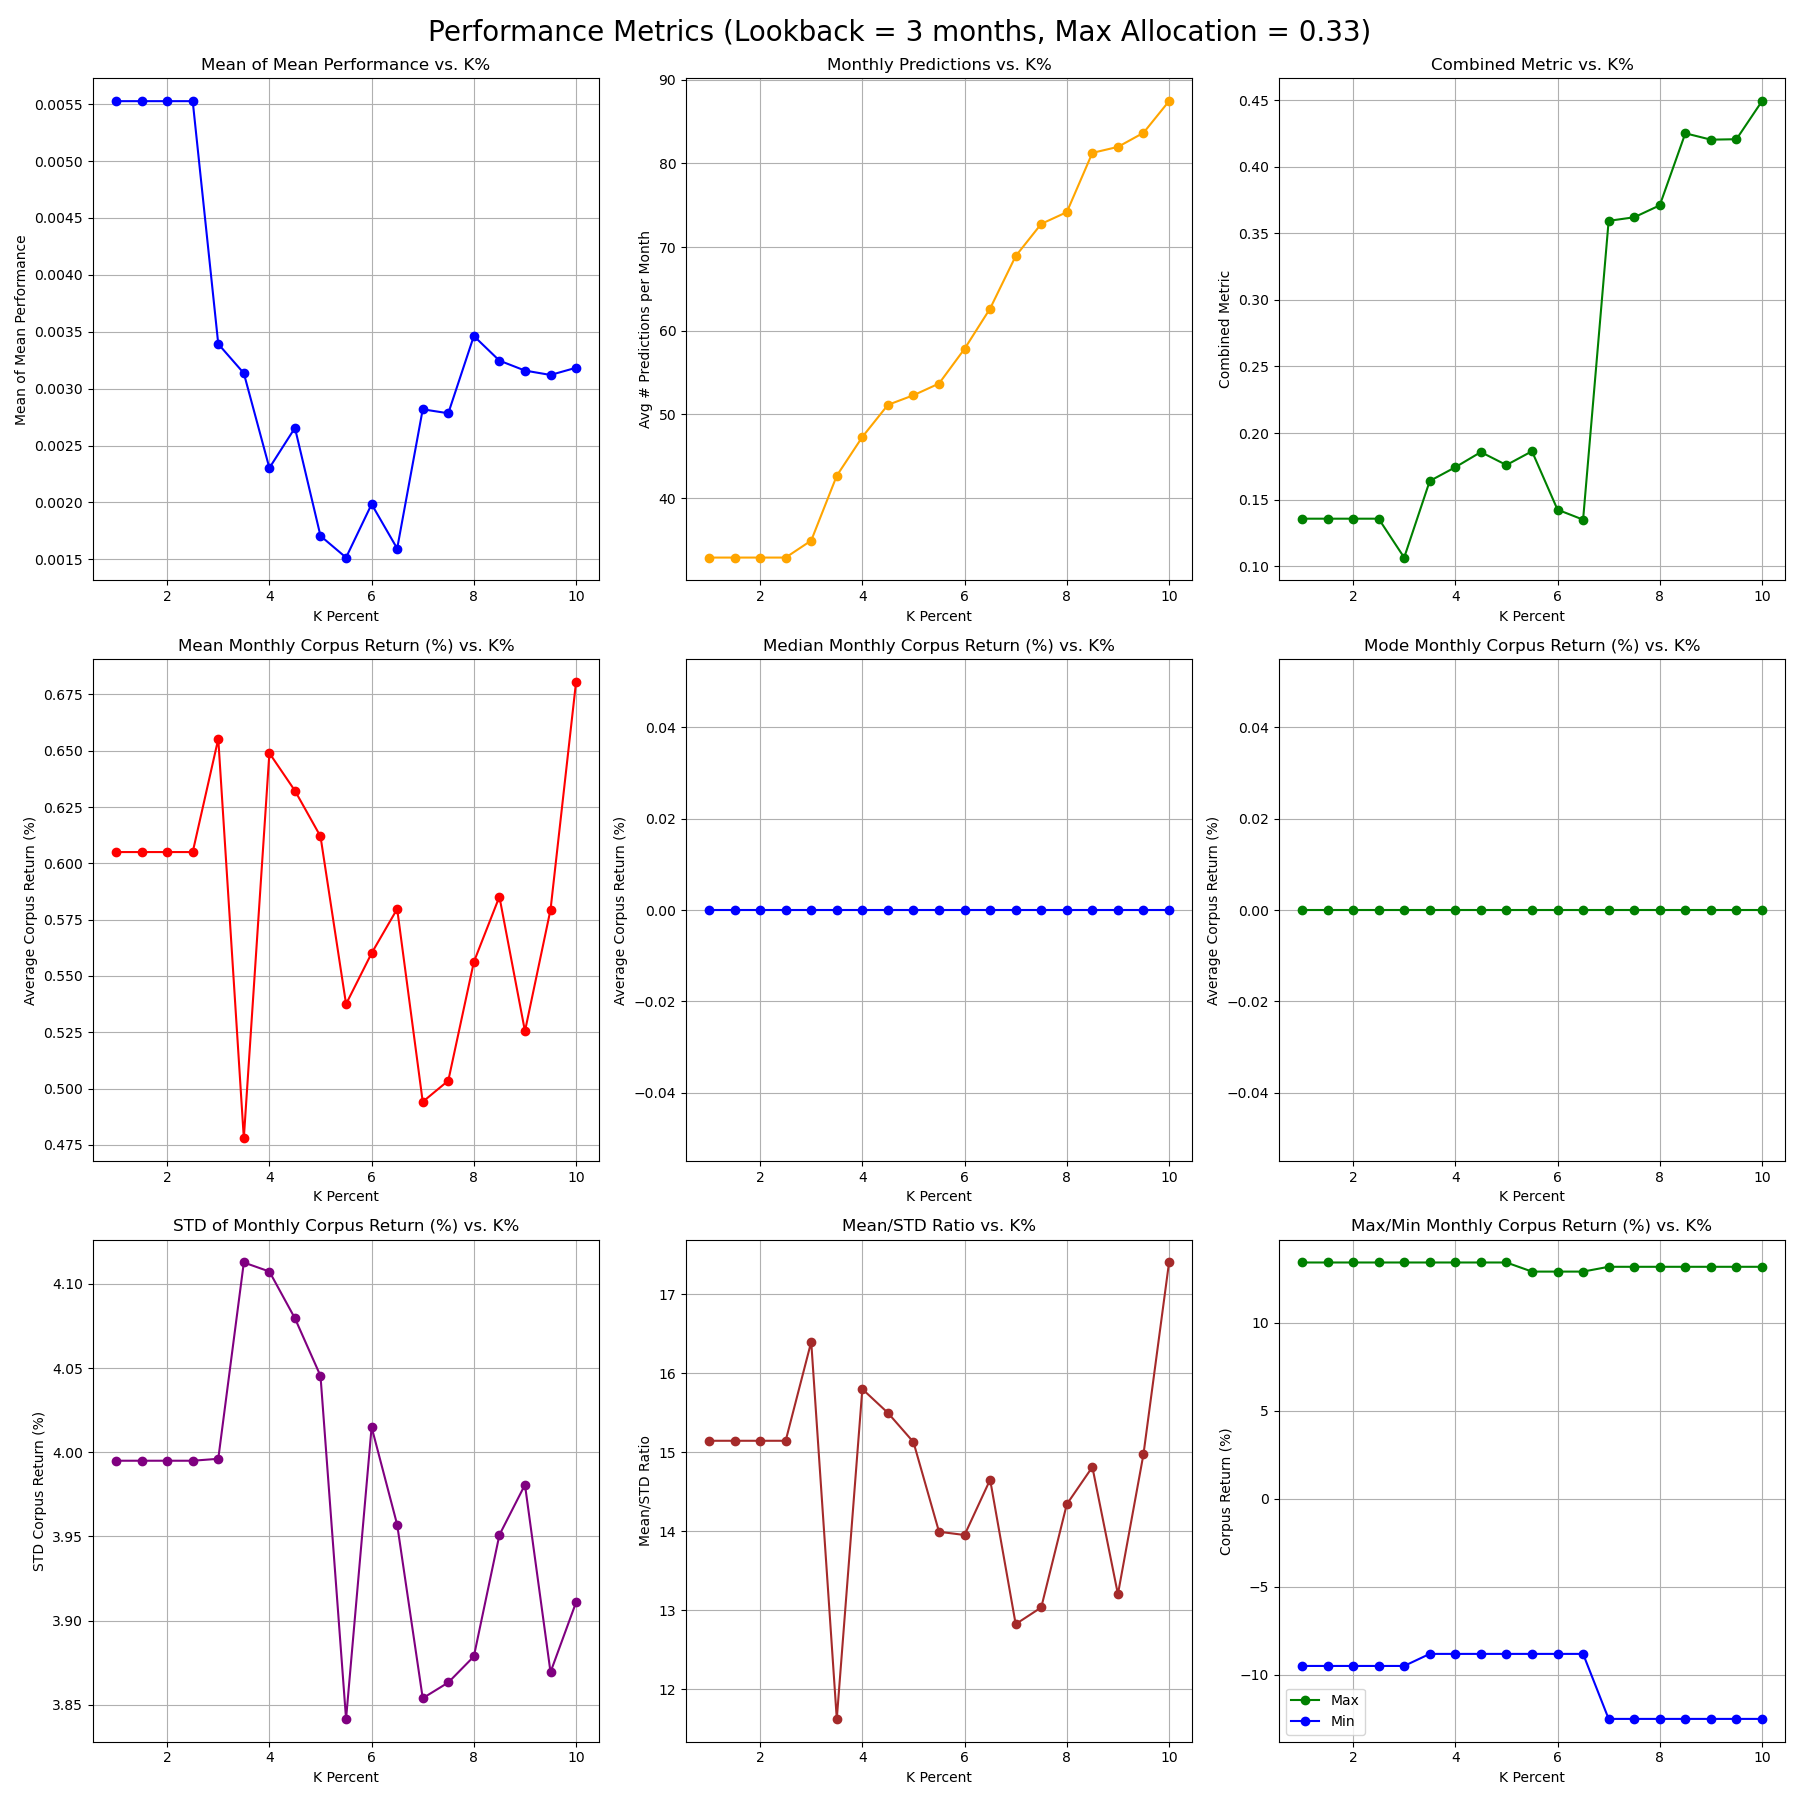 Performance Metrics (Lookback = 3 months, Max Allocation = 0.33)
Mean of Mean Performance vs. K%
Mean of Mean Performance
0.0055
0.0050
0.0045
0.0040
0.0035
0.0030
0.0025
0.0020
0.0015
2 4 6 8 10
K Percent
Monthly Predictions vs. K%
Avg # Predictions per Month
90
80
70
60
50
40
2 4 6 8 10
K Percent
Combined Metric vs. K%
Combined Metric
0.45
0.40
0.35
0.30
0.25
0.20
0.15
0.10
2 4 6 8 10
K Percent
Mean Monthly Corpus Return (%) vs. K%
Average Corpus Return (%)
0.675
0.650
0.625
0.600
0.575
0.550
0.525
0.500
0.475
2 4 6 8 10
K Percent
Median Monthly Corpus Return (%) vs. K%
Average Corpus Return (%)
0.04
0.02
0.00
−0.02
−0.04
2 4 6 8 10
K Percent
Mode Monthly Corpus Return (%) vs. K%
Average Corpus Return (%)
0.04
0.02
0.00
−0.02
−0.04
2 4 6 8 10
K Percent
STD of Monthly Corpus Return (%) vs. K%
STD Corpus Return (%)
4.10
4.05
4.00
3.95
3.90
3.85
2 4 6 8 10
K Percent
Mean/STD Ratio vs. K%
Mean/STD Ratio
17
16
15
14
13
12
2 4 6 8 10
K Percent
Max/Min Monthly Corpus Return (%) vs. K%
Corpus Return (%)
10
5
0
−5
−10
Max
Min
2 4 6 8 10
K Percent